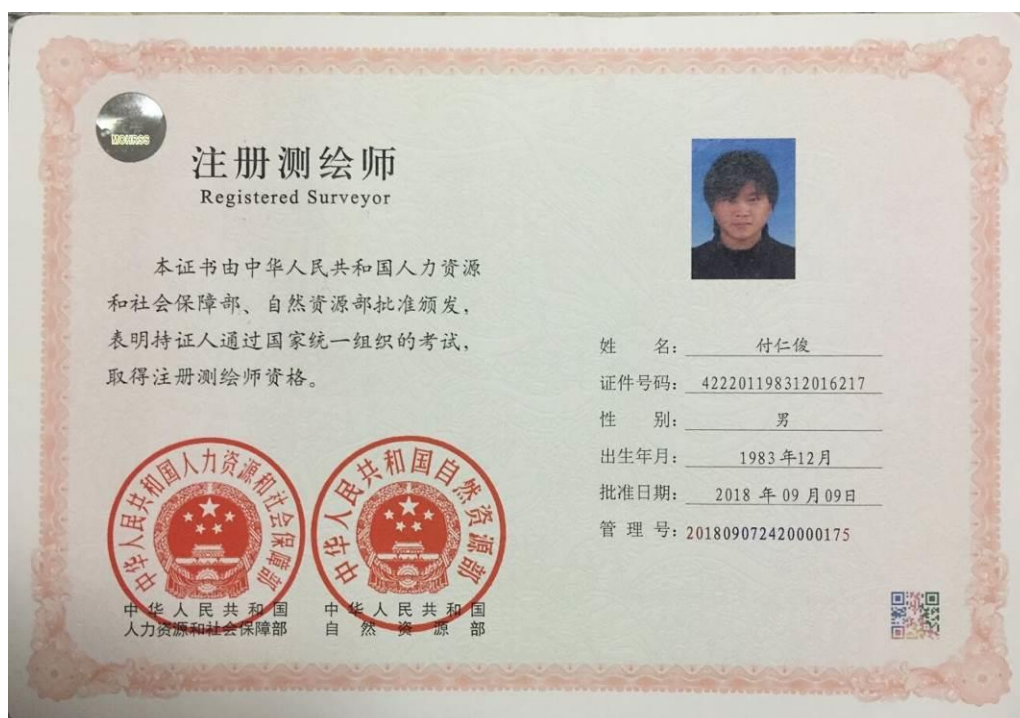 MOHRSS
注册测绘师
Registered Surveyor
本证书由中华人民共和国人力资源
和社会保障部、自然资源部批准颁发，
表明持证人通过国家统一组织的考试，
取得注册测绘师资格。
中华人民共和国人力资源和社会保障部
中华人民共和国自然资源部
中华人民共和国
人力资源和社会保障部
中华人民共和国
自然资源部
姓 名：付仁俊
证件号码：422201198312016217
性 别：男
出生年月：1983年12月
批准日期：2018 年 09 月 09日
管 理 号：201809072420000175